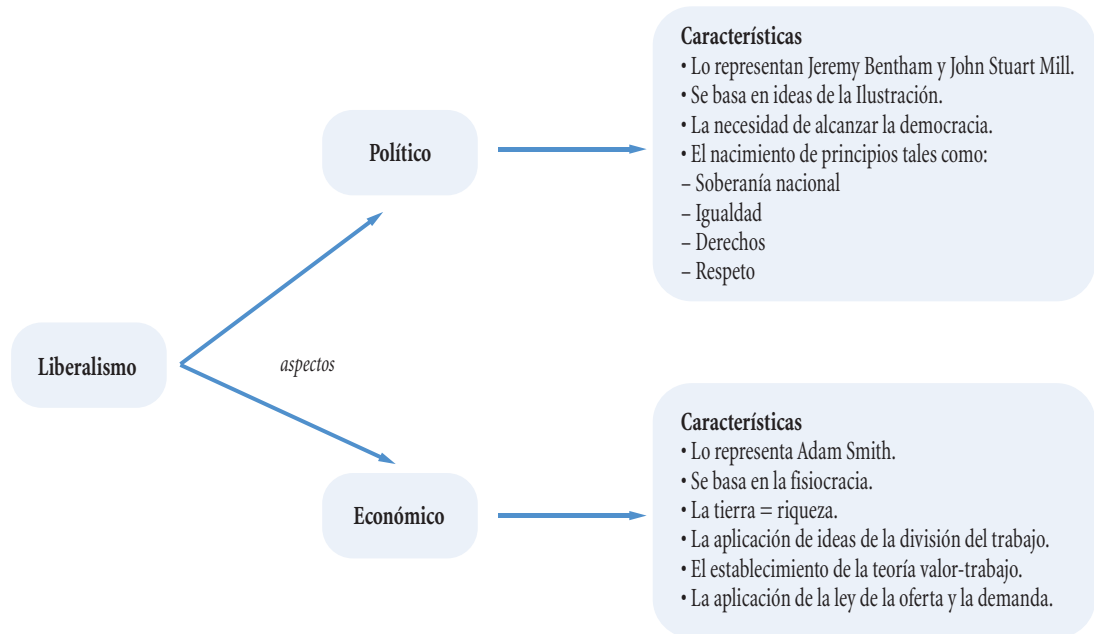 Características
• Lo representan Jeremy Bentham y John Stuart Mill.
• Se basa en ideas de la Ilustración.
• La necesidad de alcanzar la democracia.
• El nacimiento de principios tales como:
– Soberanía nacional
– Igualdad
– Derechos
– Respeto
Político
Liberalismo
aspectos
Económico
Características
• Lo representa Adam Smith.
• Se basa en la fisiocracia.
• La tierra = riqueza.
• La aplicación de ideas de la división del trabajo.
• El establecimiento de la teoría valor-trabajo.
• La aplicación de la ley de la oferta y la demanda.